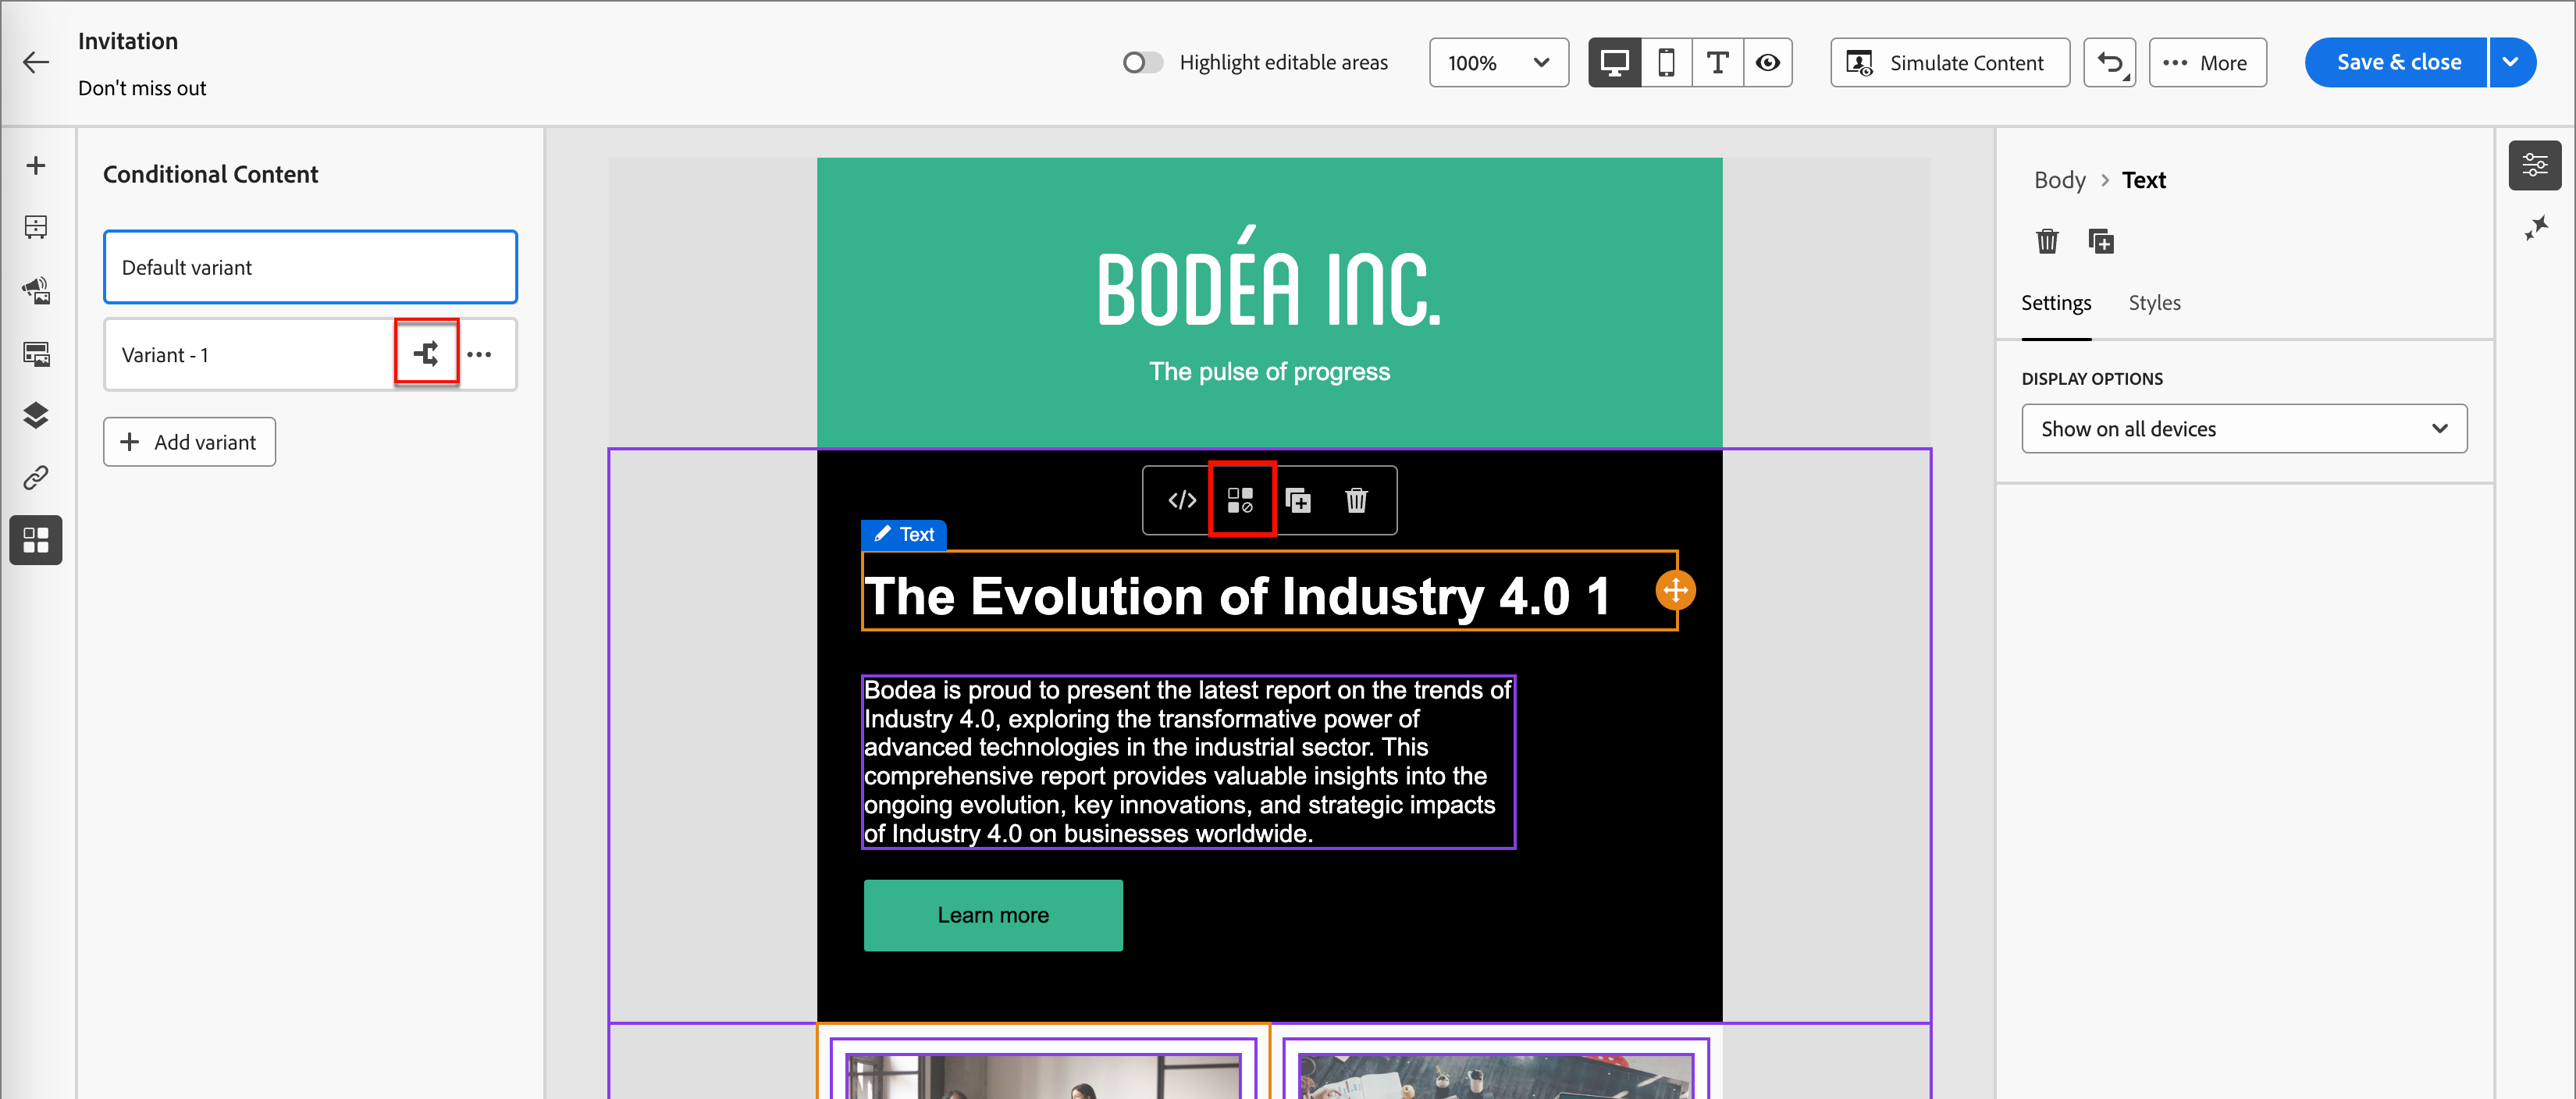 Invitation
Don't miss out
Highlight editable areas
100%
Simulate Content
More
Save & close
Conditional Content
Default variant
Variant - 1
Add variant
BODÉA INC.
The pulse of progress
Text
The Evolution of Industry 4.0 1
Bodea is proud to present the latest report on the trends of
Industry 4.0, exploring the transformative power of
advanced technologies in the industrial sector. This
comprehensive report provides valuable insights into the
ongoing evolution, key innovations, and strategic impacts
of Industry 4.0 on businesses worldwide.
Learn more
Body > Text
Settings
Styles
DISPLAY OPTIONS
Show on all devices